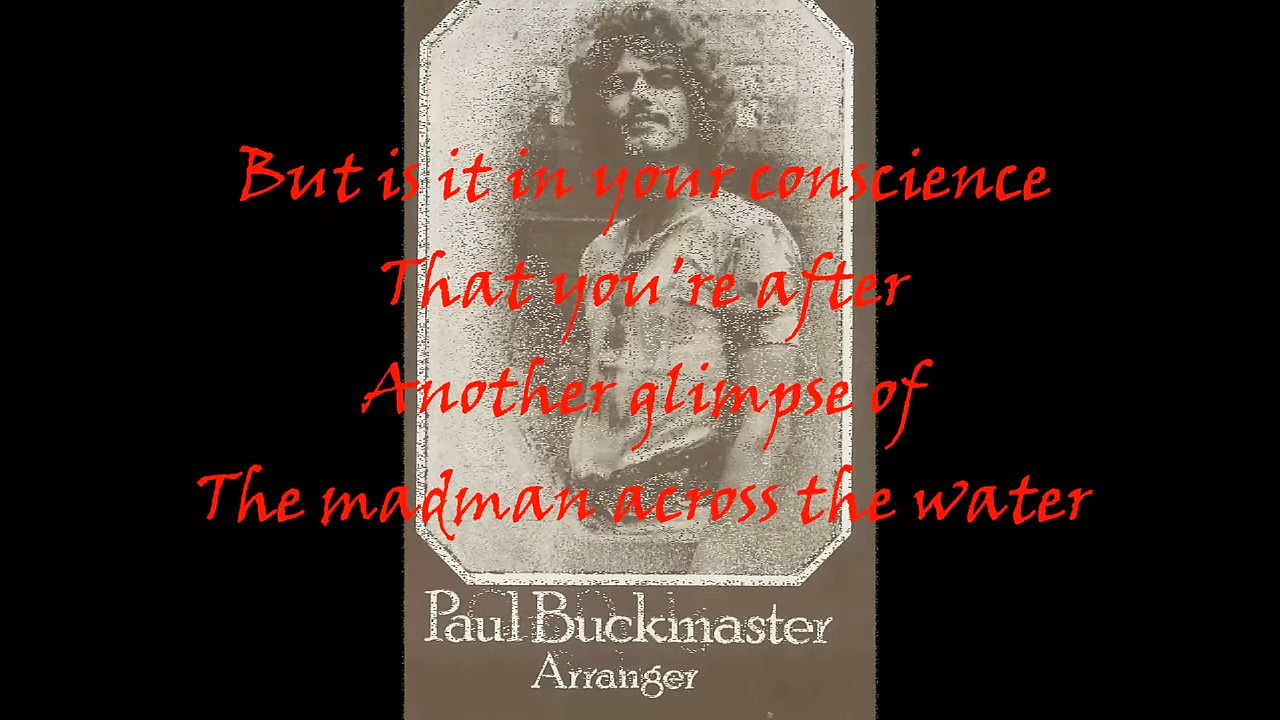 But is it in your conscience
That you're after
Another glimpse of
The madman across the water
Paul Buckmaster
Arranger